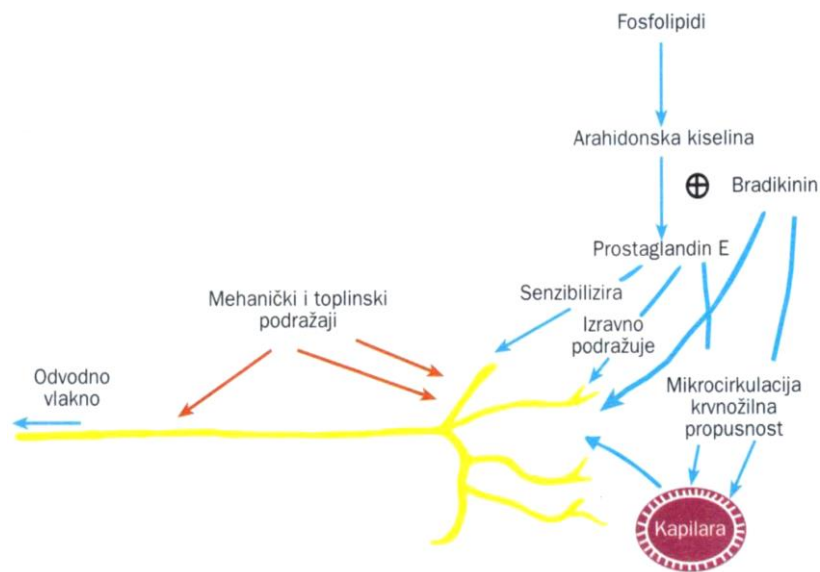 Fosfolipidi
Arahidonska kiselina
⊕ Bradikinin
Prostaglandin E
Senzibilizira
Izravno
podražuje
Mehanički i toplinski
podražaji
Mikrocirkulacija
krvnožilna
propusnost
Odvodno
vlakno
Kapilara